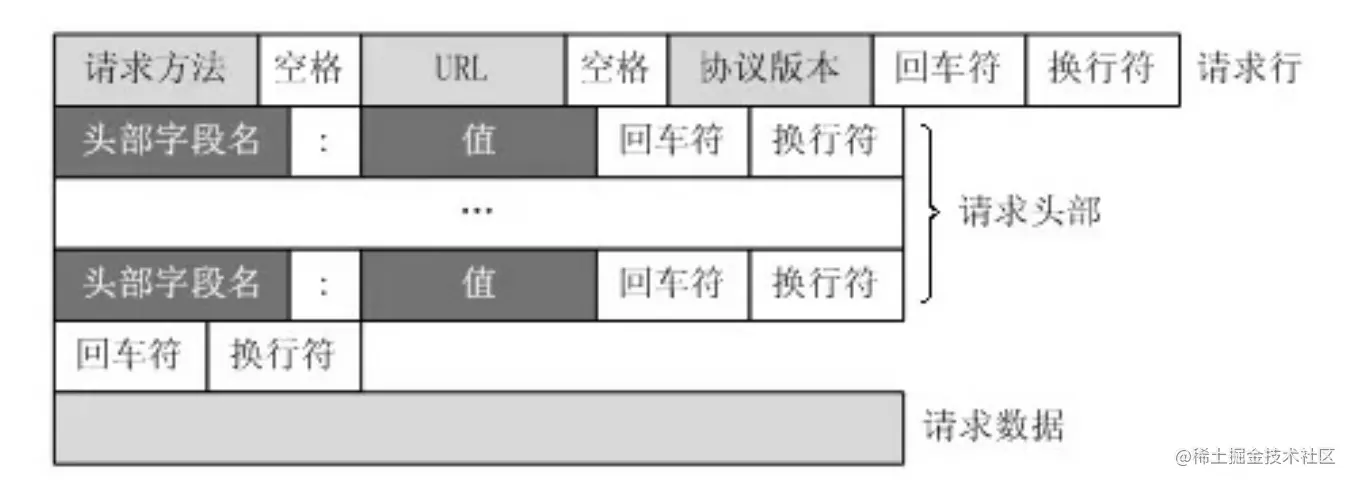 请求方法 空格 URL 空格 协议版本 回车符 换行符 请求行
头部字段名 : 值 回车符 换行符
... 请求头部
头部字段名 : 值 回车符 换行符
回车符 换行符
请求数据
@稀土掘金技术社区